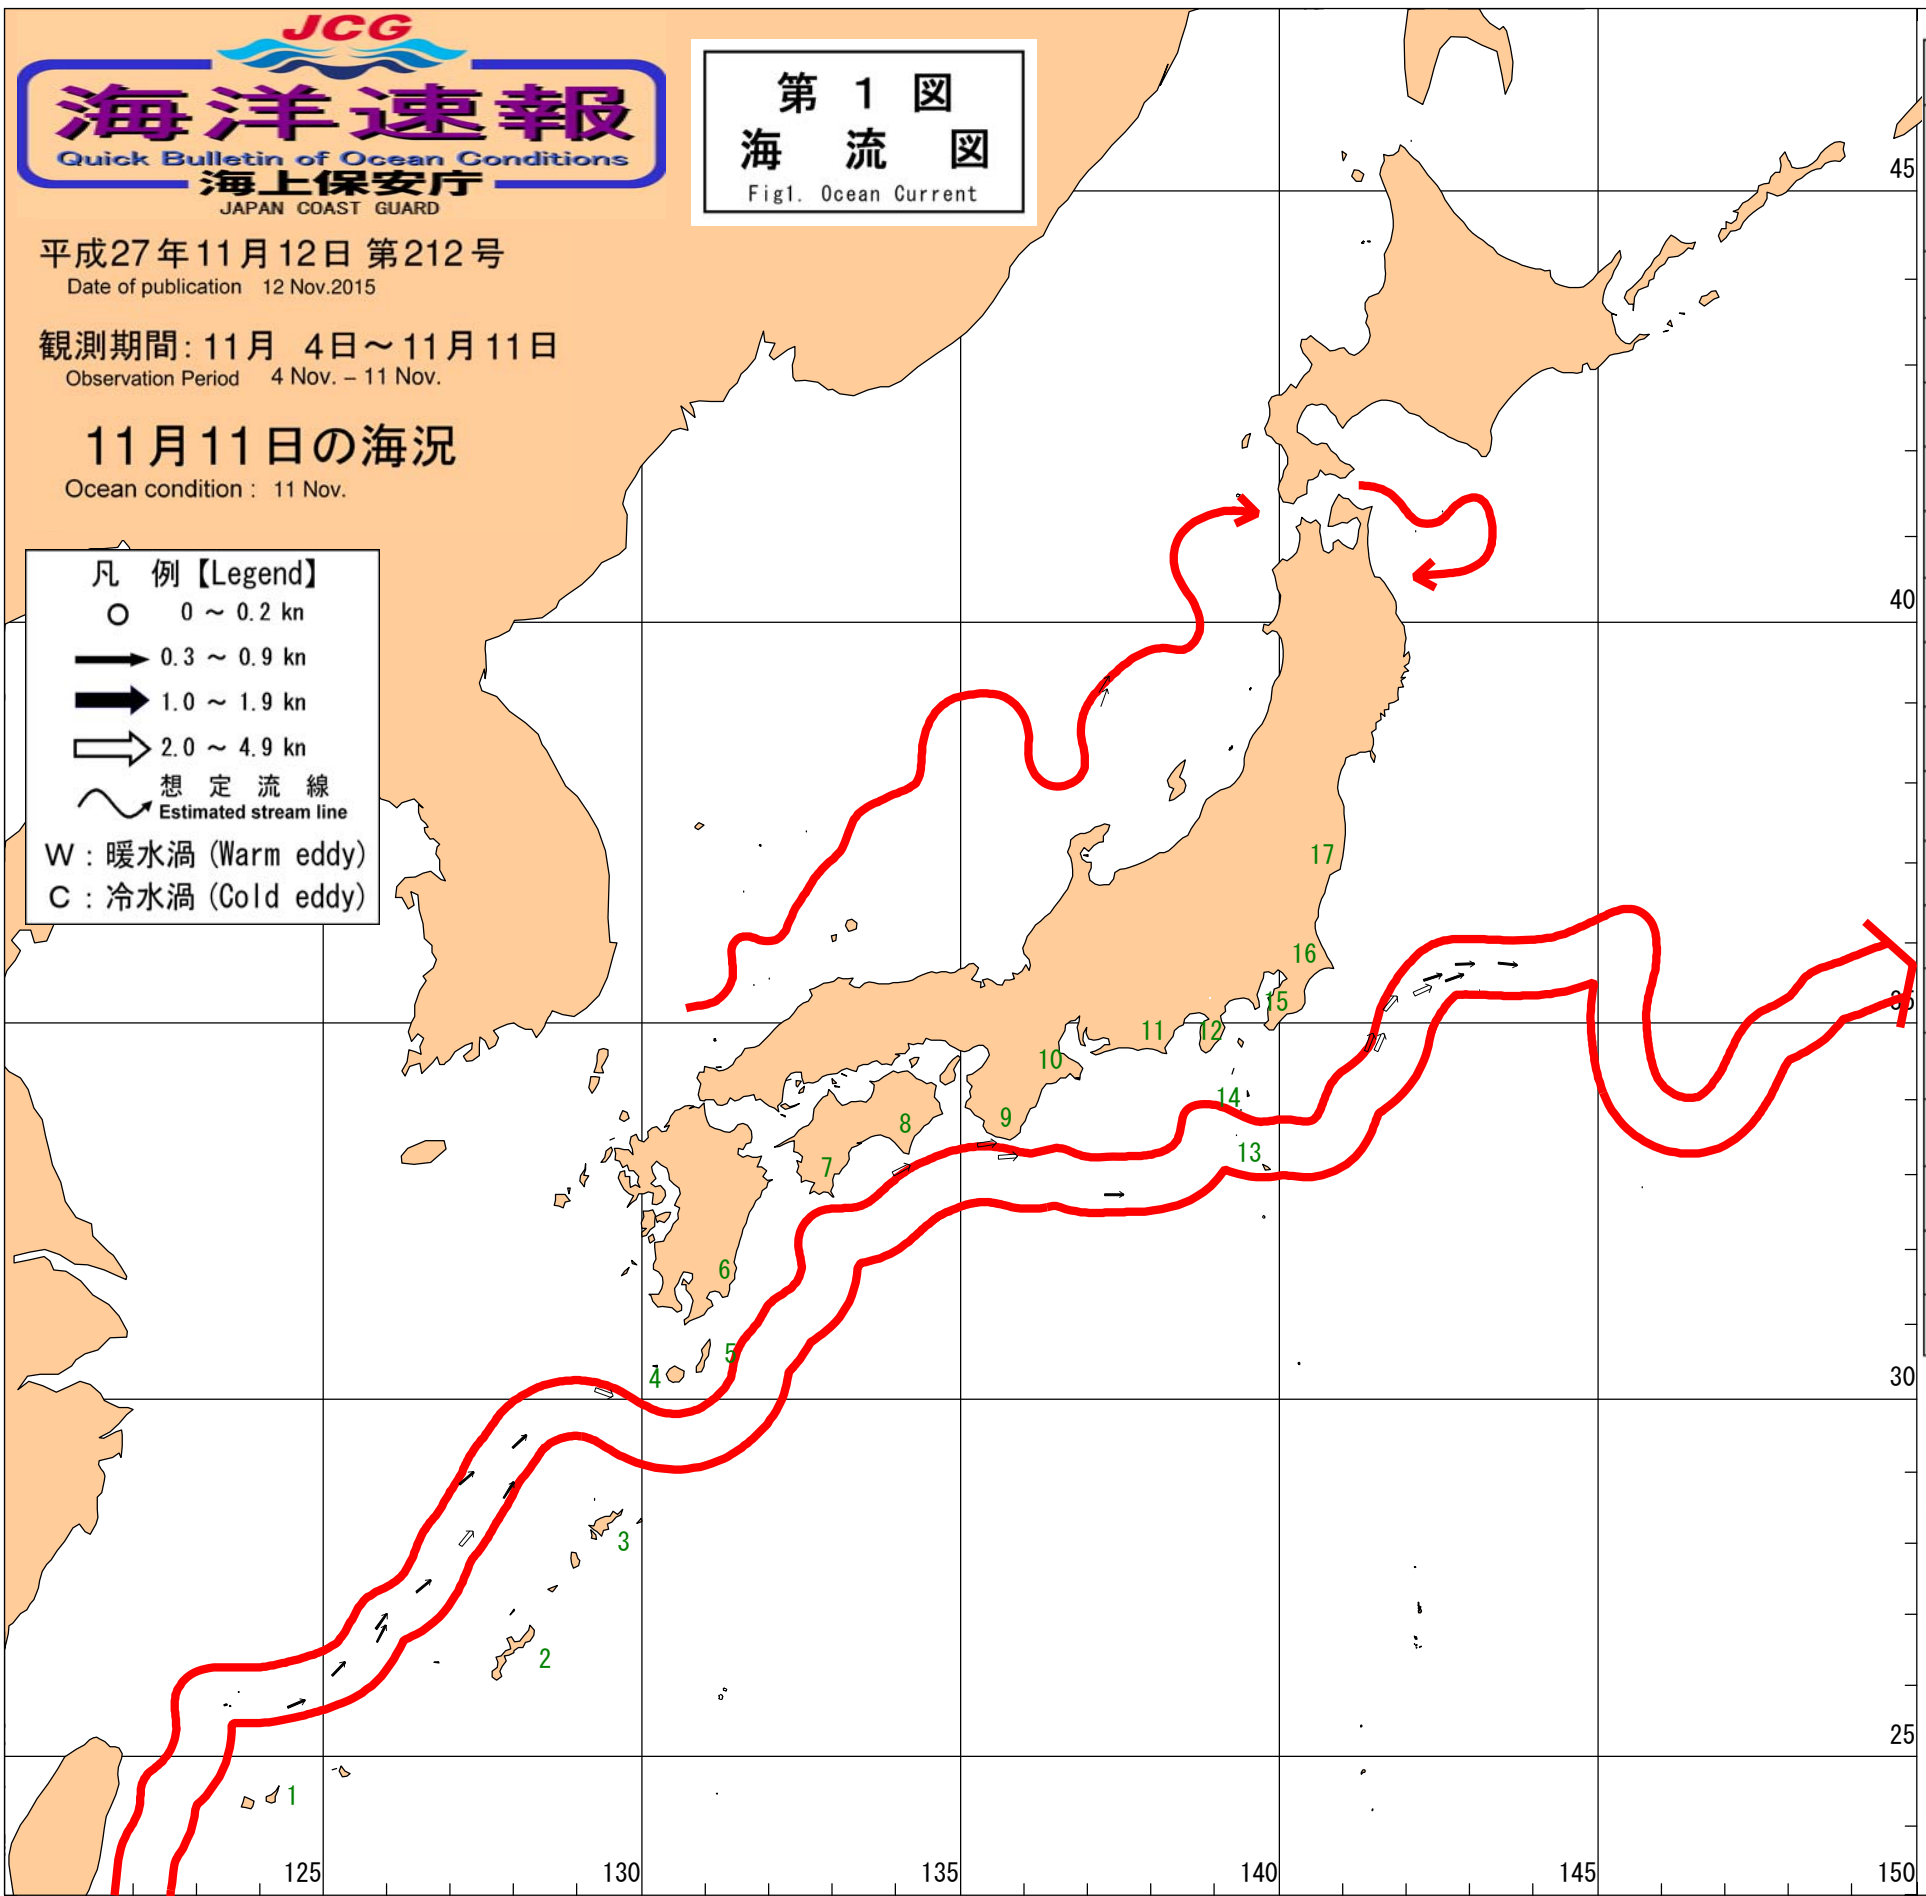 JCG
海洋速報
Quick Bulletin of Ocean Conditions
海上保安庁
JAPAN COAST GUARD
平成27年11月12日 第212号
Date of publication 12 Nov.2015
観測期間: 11月 4日～11月11日
Observation Period 4 Nov. – 11 Nov.
11月11日の海況
Ocean condition : 11 Nov.
第 1 図
海 流 図
Fig1. Ocean Current
凡 例【Legend】
0 ～ 0.2 kn
0.3 ～ 0.9 kn
1.0 ～ 1.9 kn
2.0 ～ 4.9 kn
想 定 流 線
Estimated stream line
W : 暖水渦 (Warm eddy)
C : 冷水渦 (Cold eddy)
45
40
17
16
15
35
11
12
10
14
9
8
13
7
6
5
4
30
3
2
25
1
125
130
135
140
145
150